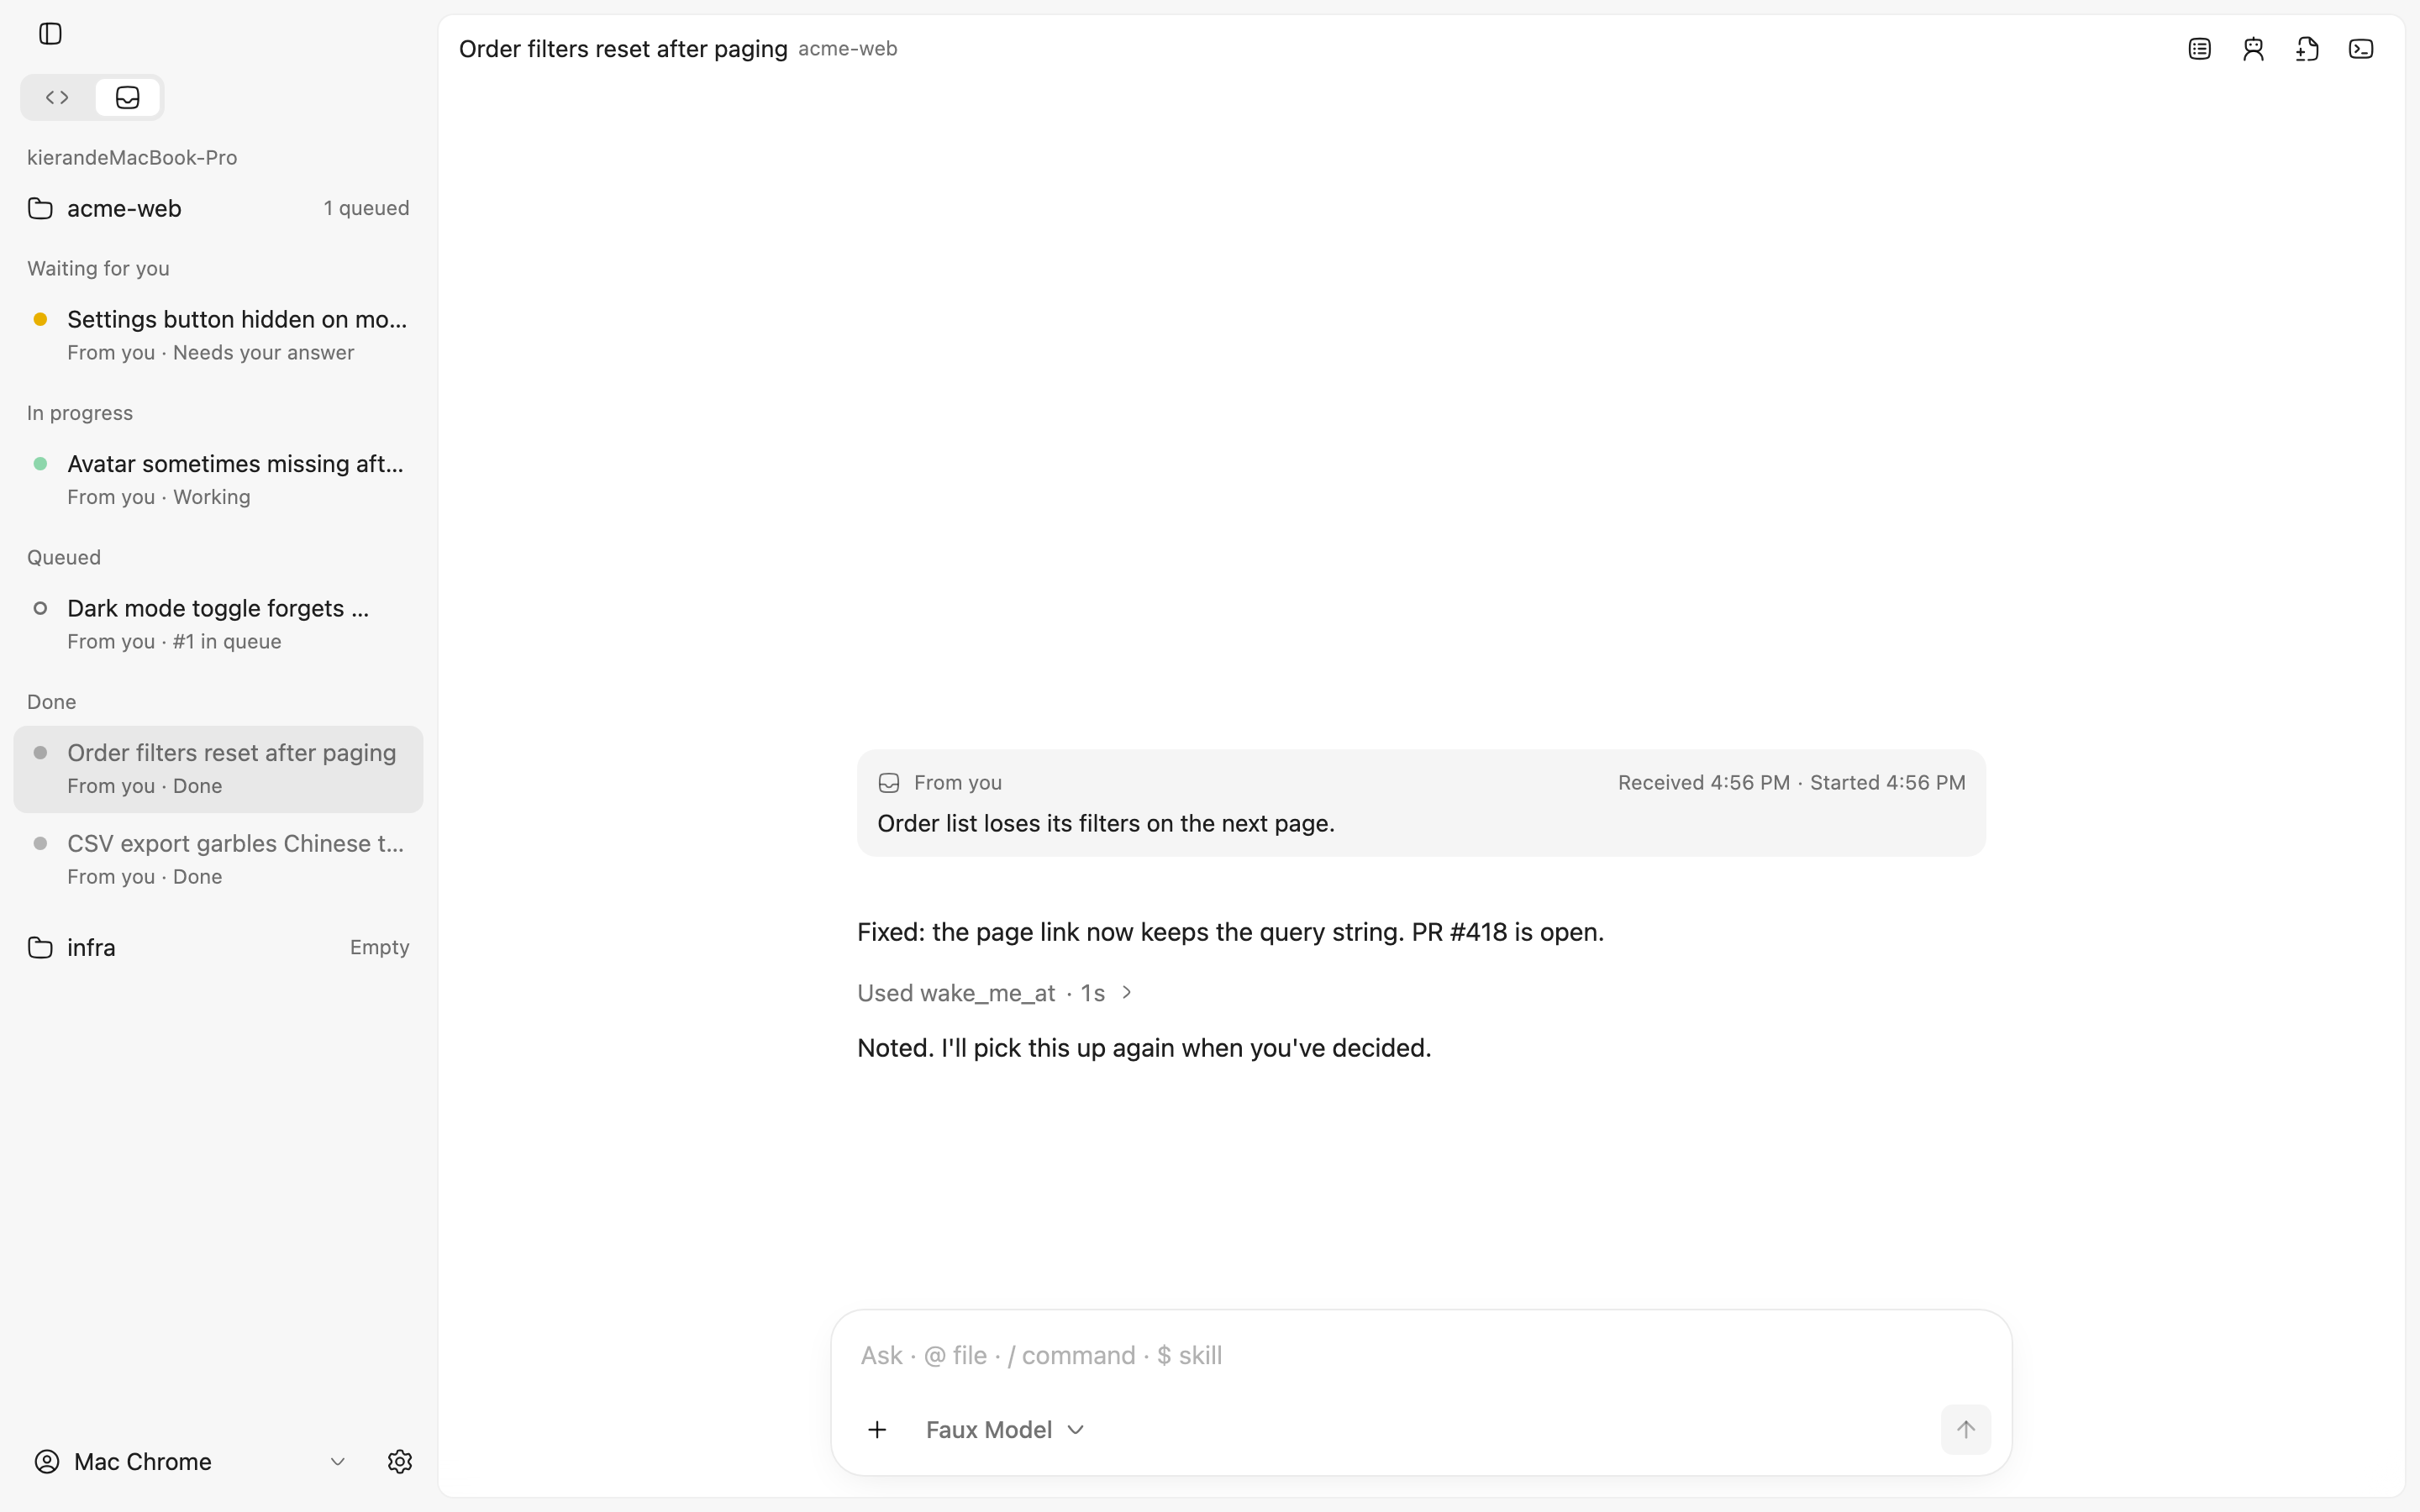 Order filters reset after paging acme-web
kierandeMacBook-Pro
acme-web 1 queued
Waiting for you
Settings button hidden on mo...
From you · Needs your answer
In progress
Avatar sometimes missing aft...
From you · Working
Queued
Dark mode toggle forgets ...
From you · #1 in queue
Done
Order filters reset after paging
From you · Done
CSV export garbles Chinese t...
From you · Done
infra Empty
Mac Chrome
From you Received 4:56 PM · Started 4:56 PM
Order list loses its filters on the next page.
Fixed: the page link now keeps the query string. PR #418 is open.
Used wake_me_at · 1s
Noted. I'll pick this up again when you've decided.
Ask · @ file · / command · $ skill
Faux Model